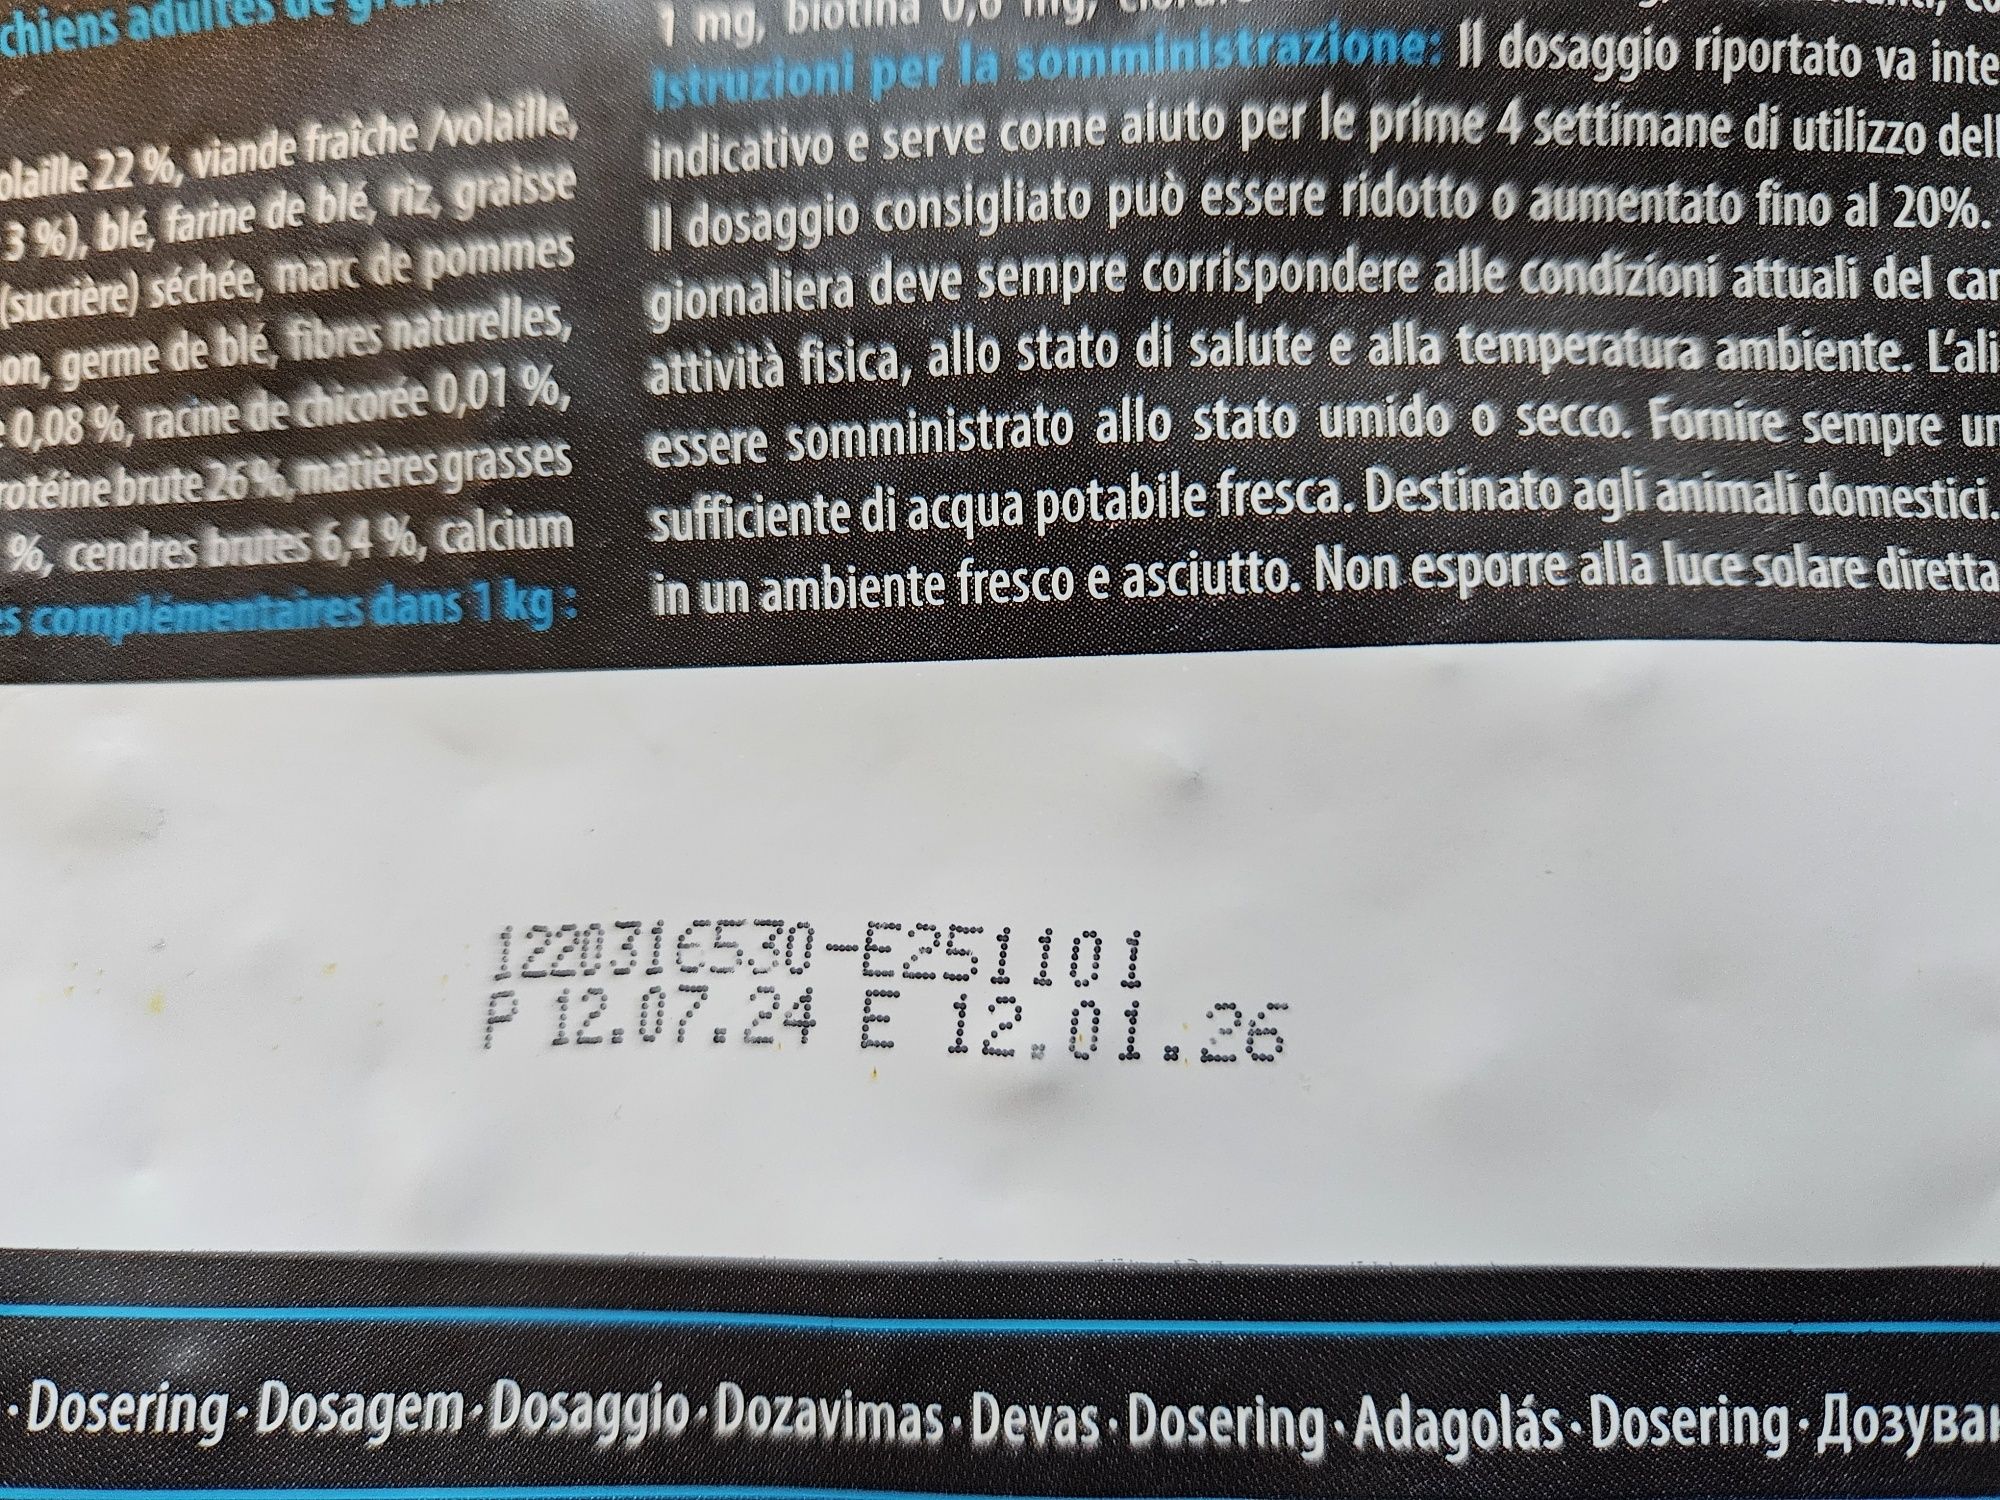 chiens adultes de
olaille 22 %, viande fraîche /volaille,
3 %), blé, farine de blé, riz, graisse
(sucrière) séchée, marc de pommes
on, germe de blé, fibres naturelles,
0,08 %, racine de chicorée 0,01 %,
rotéine brute 26 %, matières grasses
%, cendres brutes 6,4 %, calcium
es complémentaires dans 1 kg :
1 mg, biotina 0,6 mg,
Istruzioni per la somministrazione: Il dosaggio riportato va inte
indicativo e serve come aiuto per le prime 4 settimane di utilizzo dell
Il dosaggio consigliato può essere ridotto o aumentato fino al 20%.
giornaliera deve sempre corrispondere alle condizioni attuali del car
attività fisica, allo stato di salute e alla temperatura ambiente. L'ali
essere somministrato allo stato umido o secco. Fornire sempre un
sufficiente di acqua potabile fresca. Destinato agli animali domestici.
in un ambiente fresco e asciutto. Non esporre alla luce solare diretta
1220316530-E251101
P 12.07.24 E 12.01.26
· Dosering · Dosagem · Dosaggio · Dozavimas · Devas · Dosering · Adagolás · Dosering · Дозуван